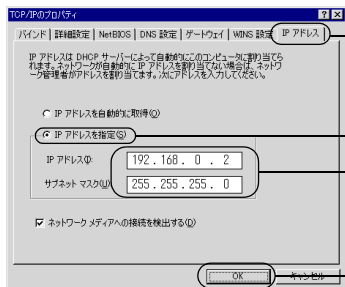 TCP/IPのプロパティ
バインド 詳細設定 NetBIOS DNS 設定 ゲートウェイ WINS 設定 IP アドレス
IP アドレスは DHCP サーバーによって自動的にこのコンピュータに割り当てら
れます。ネットワークが自動的に IP アドレスを割り当てない場合は、ネットワ
ーク管理者がアドレスを割り当てます。次にアドレスを入力してください。
IP アドレスを自動的に取得(O)
IP アドレスを指定(S)
IP アドレス(I): 192.168. 0 . 2
サブネット マスク(U): 255.255.255. 0
ネットワーク メディアへの接続を検出する(D)
OK キャンセル